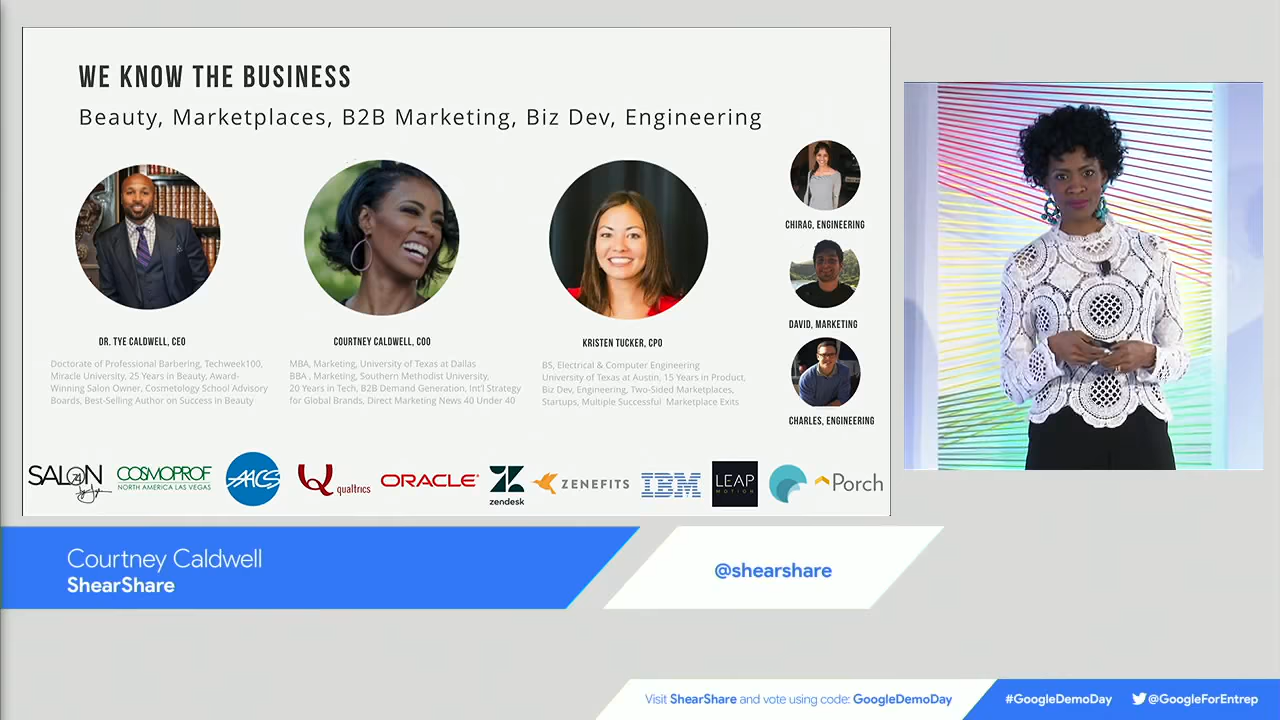 WE KNOW THE BUSINESS
Beauty, Marketplaces, B2B Marketing, Biz Dev, Engineering
DR. TYE CALDWELL, CEO
Doctorate of Professional Barbering, Techweek100,
Miracle University, 25 Years in Beauty, Award-
Winning Salon Owner, Cosmetology School Advisory
Boards, Best-Selling Author on Success in Beauty
COURTNEY CALDWELL, COO
MBA, Marketing, University of Texas at Dallas
BBA , Marketing, Southern Methodist University,
20 Years in Tech, B2B Demand Generation, Int'l Strategy
for Global Brands, Direct Marketing News 40 Under 40
KRISTEN TUCKER, CPO
BS, Electrical & Computer Engineering
University of Texas at Austin, 15 Years in Product,
Biz Dev, Engineering, Two-Sided Marketplaces,
Startups, Multiple Successful Marketplace Exits
CHIRAG, ENGINEERING
DAVID, MARKETING
CHARLES, ENGINEERING
SALON
COSMOPROF
NORTH AMERICA LAS VEGAS
AACS
qualtrics
ORACLE
zendesk
ZENEFITS
IBM
LEAP
MOTION
Porch
Courtney Caldwell
ShearShare
@shearshare
Visit ShearShare and vote using code: GoogleDemoDay
#GoogleDemoDay
@GoogleForEntrep